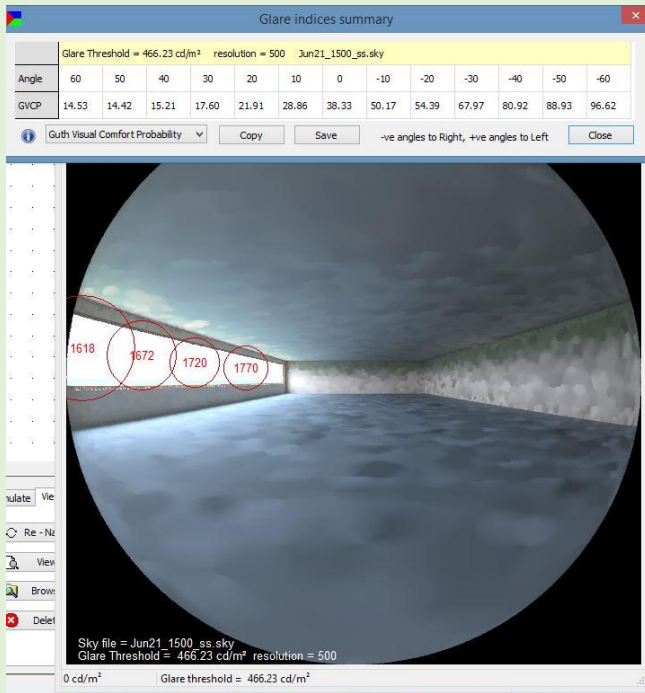 Glare indices summary
Glare Threshold = 466.23 cd/m² resolution = 500 Jun21_1500_ss.sky
Angle 60 50 40 30 20 10 0 -10 -20 -30 -40 -50 -60
GVCP 14.53 14.42 15.21 17.60 21.91 28.86 38.33 50.17 54.39 67.97 80.92 88.93 96.62
Guth Visual Comfort Probability Copy Save -ve angles to Right, +ve angles to Left Close
1618
1672
1720
1770
nulate Vie
Re - Na
View
Brows
Delet
Sky file = Jun21_1500_ss.sky
Glare Threshold = 466.23 cd/m² resolution = 500
0 cd/m² Glare threshold = 466.23 cd/m²